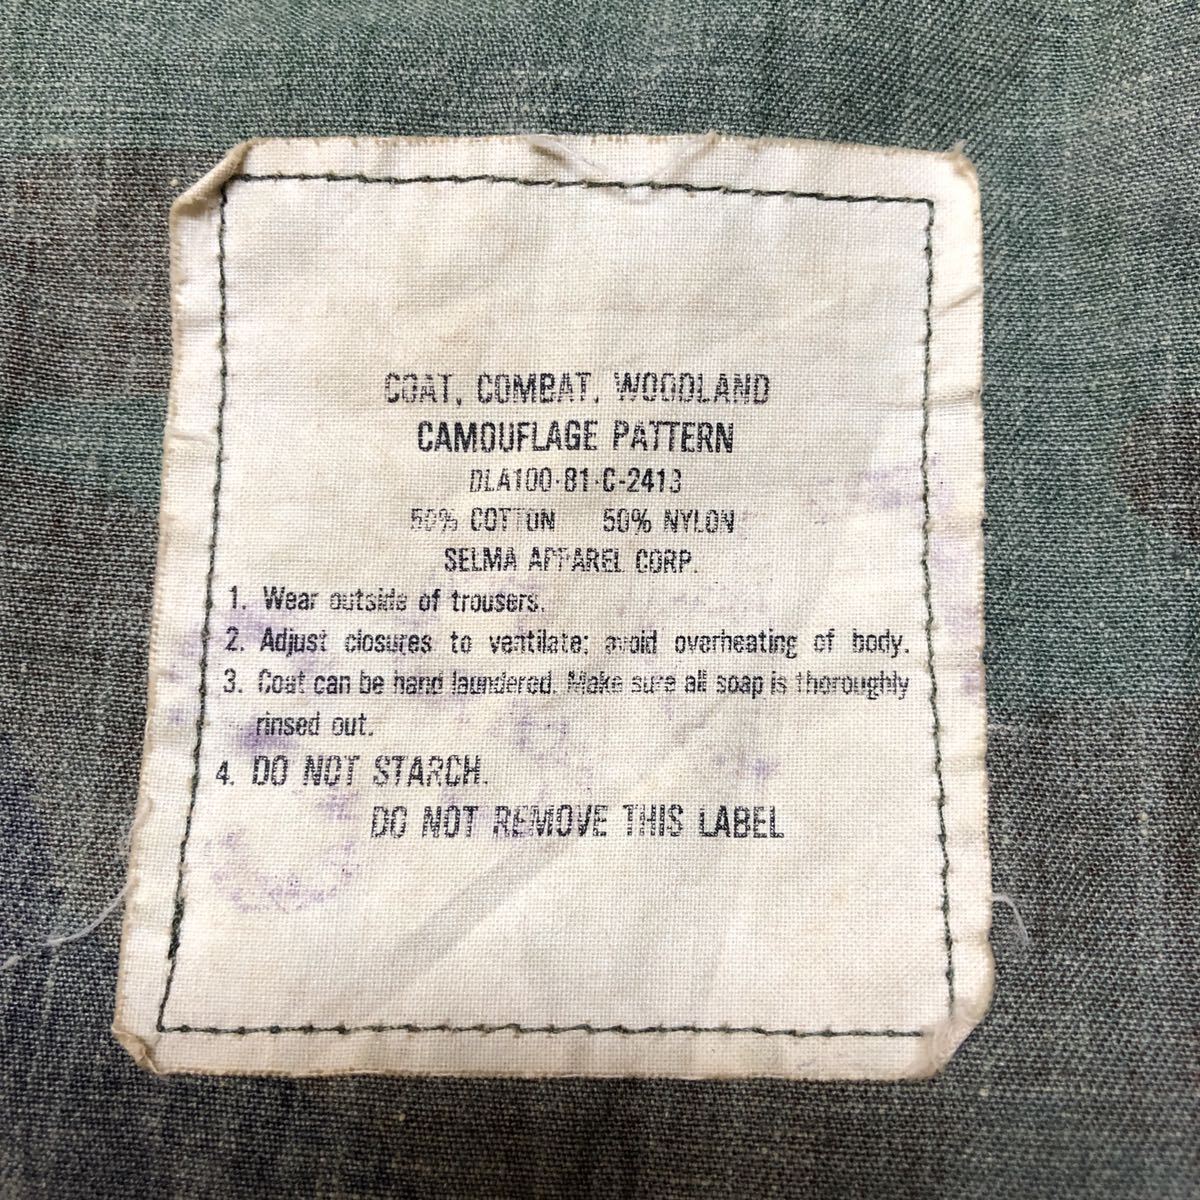 COAT, COMBAT, WOODLAND
CAMOUFLAGE PATTERN
DLA100-81-C-2413
50% COTTON 50% NYLON
SELMA APPAREL CORP.
1. Wear outside of trousers.
2. Adjust closures to ventilate; avoid overheating of body.
3. Coat can be hand laundered. Make sure all soap is thoroughly
rinsed out.
4. DO NOT STARCH.
DO NOT REMOVE THIS LABEL